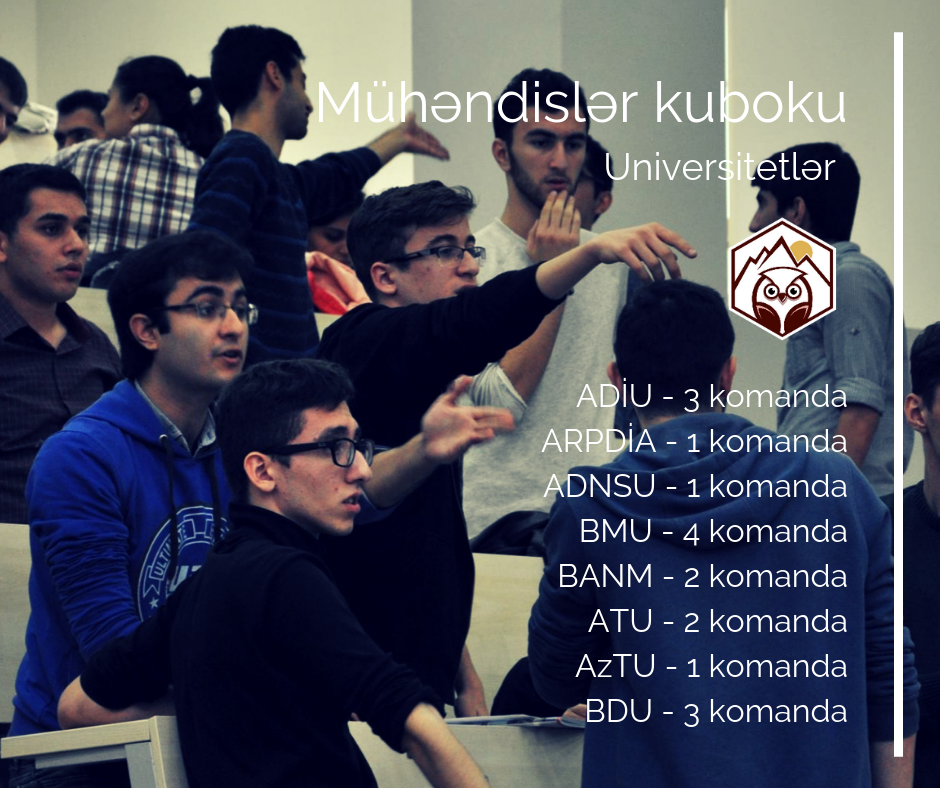 Mühəndislər kuboku
Universitetlər
ADİU - 3 komanda
ARPDİA - 1 komanda
ADNSU - 1 komanda
BMU - 4 komanda
BANM - 2 komanda
ATU - 2 komanda
AzTU - 1 komanda
BDU - 3 komanda